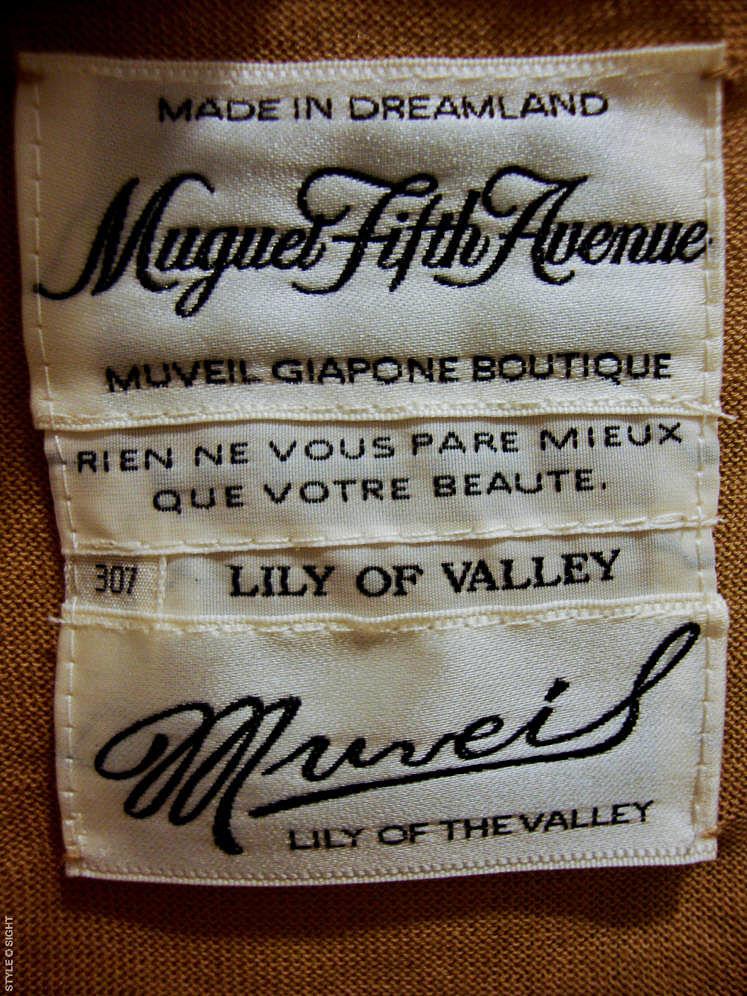 MADE IN DREAMLAND
Muguet Fifth Avenue
MUVEIL GIAPONE BOUTIQUE
RIEN NE VOUS PARE MIEUX
QUE VOTRE BEAUTE.
307 LILY OF VALLEY
Muveil
LILY OF THE VALLEY
STYLE SIGHT